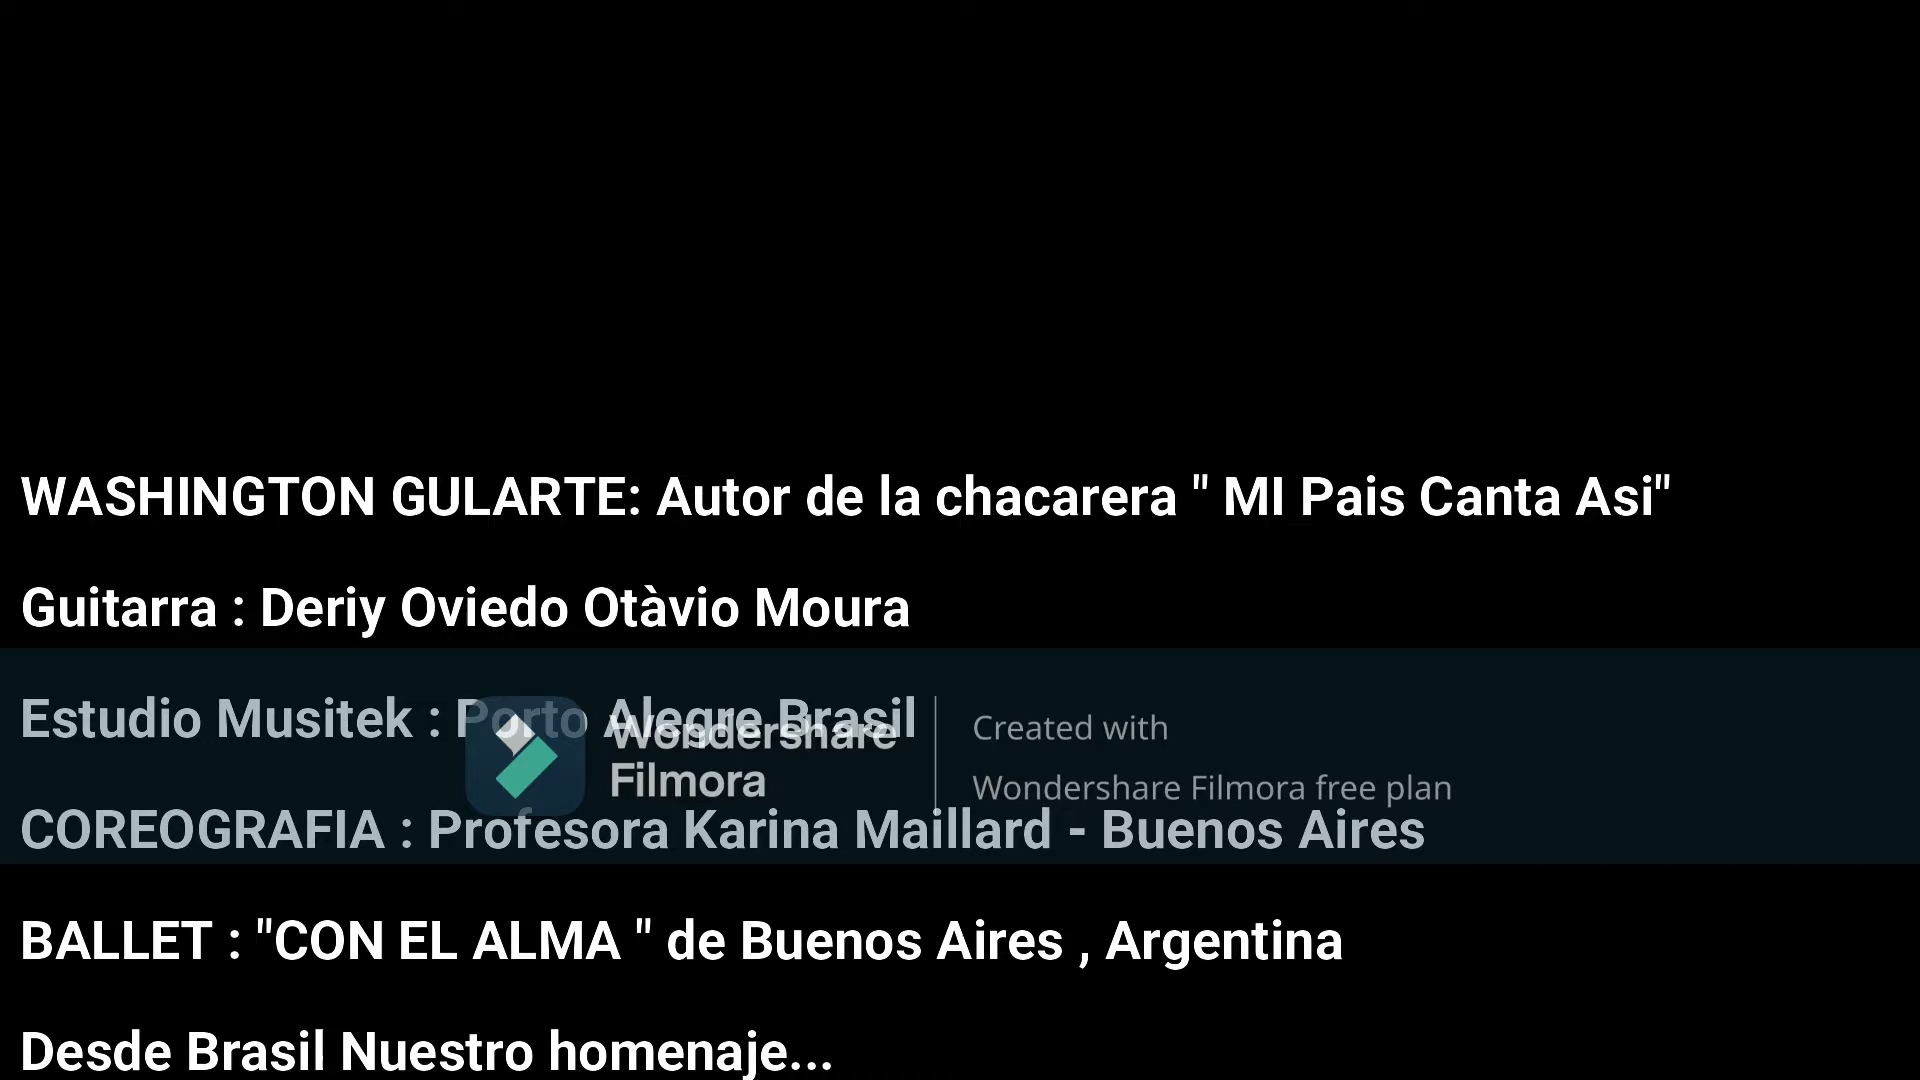 WASHINGTON GULARTE: Autor de la chacarera " MI Pais Canta Asi"
Guitarra : Deriy Oviedo Otàvio Moura
Estudio Musitek : Porto Alegre Brasil
Wondershare
Filmora
Created with
Wondershare Filmora free plan
COREOGRAFIA : Profesora Karina Maillard - Buenos Aires
BALLET : "CON EL ALMA " de Buenos Aires , Argentina
Desde Brasil Nuestro homenaje...